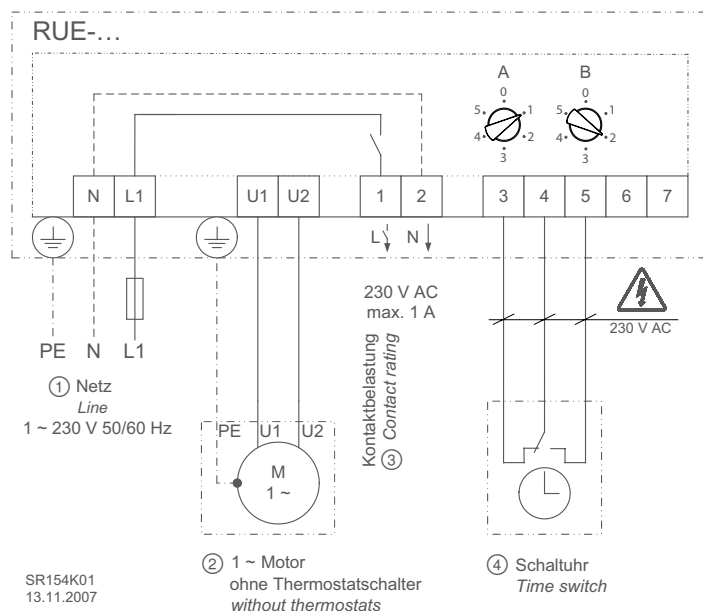 RUE-...
A B
0 0
5 1 5 1
4 2 4 2
3 3
N L1 U1 U2 1 2 3 4 5 6 7
L N
230 V AC
max. 1 A
230 V AC
PE N L1
Kontaktbelastung
Contact rating
③
① Netz
Line
1 ~ 230 V 50/60 Hz
PE U1 U2
M
1 ~
② 1 ~ Motor
ohne Thermostatschalter
without thermostats
④ Schaltuhr
Time switch
SR154K01
13.11.2007